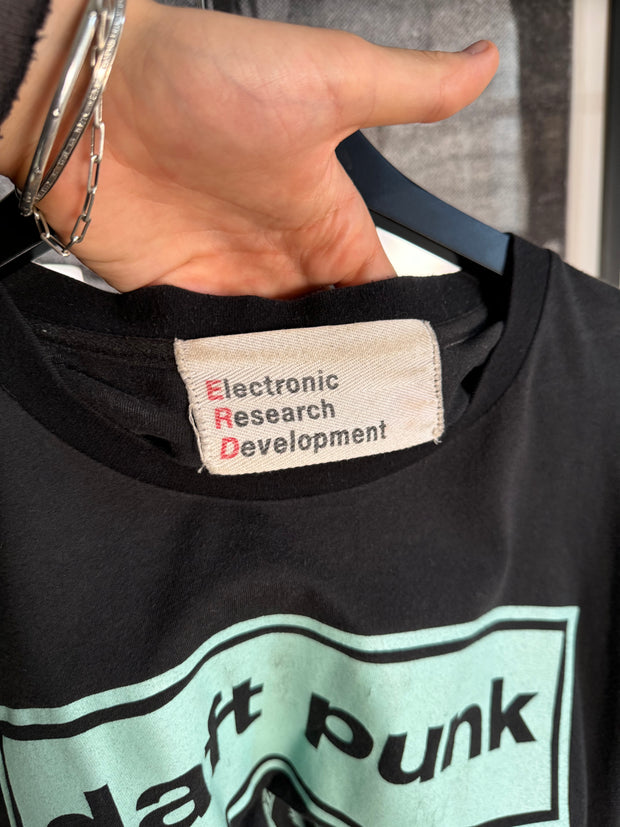 Electronic
Research
Development
daft punk